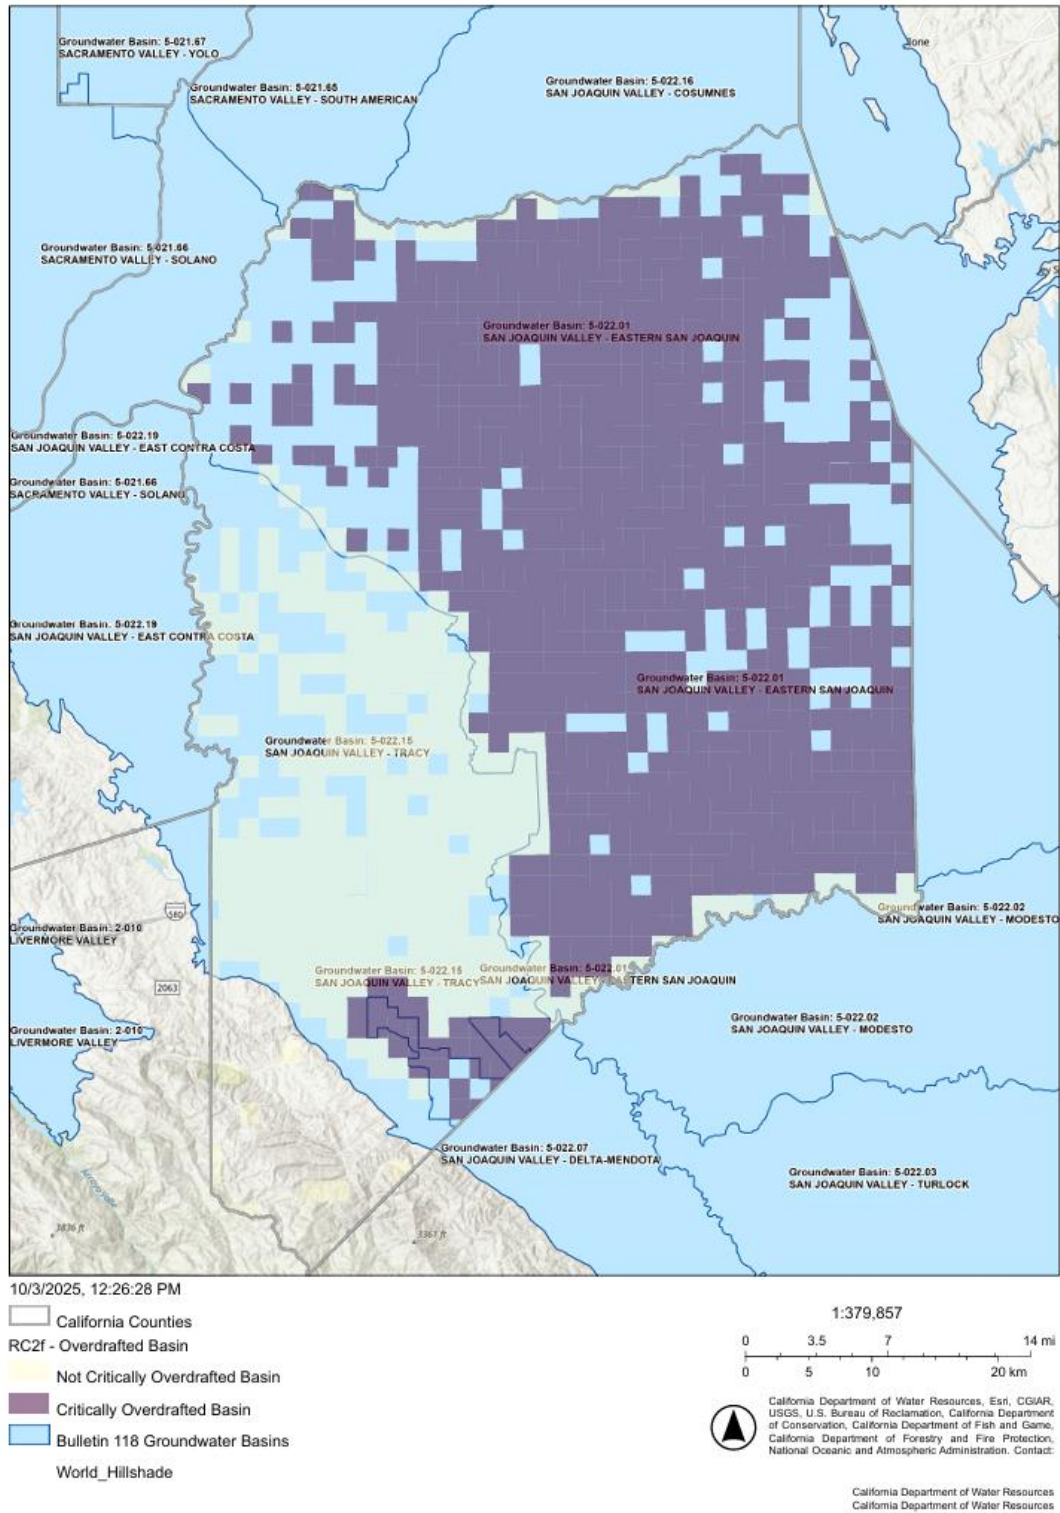 Groundwater Basin: 5-021.67
SACRAMENTO VALLEY - YOLO
Ione
Groundwater Basin: 5-021.65
SACRAMENTO VALLEY - SOUTH AMERICAN
Groundwater Basin: 5-022.16
SAN JOAQUIN VALLEY - COSUMNES
Groundwater Basin: 5-021.66
SACRAMENTO VALLEY - SOLANO
Groundwater Basin: 5-022.01
SAN JOAQUIN VALLEY - EASTERN SAN JOAQUIN
Groundwater Basin: 5-022.19
SAN JOAQUIN VALLEY - EAST CONTRA COSTA
Groundwater Basin: 5-021.66
SACRAMENTO VALLEY - SOLANO
Groundwater Basin: 5-022.19
SAN JOAQUIN VALLEY - EAST CONTRA COSTA
Groundwater Basin: 5-022.01
SAN JOAQUIN VALLEY - EASTERN SAN JOAQUIN
Groundwater Basin: 5-022.15
SAN JOAQUIN VALLEY - TRACY
580
Groundwater Basin: 5-022.02
SAN JOAQUIN VALLEY - MODESTO
Groundwater Basin: 2-010
LIVERMORE VALLEY
Groundwater Basin: 5-022.15
SAN JOAQUIN VALLEY - TRACY
Groundwater Basin: 5-022.01
SAN JOAQUIN VALLEY - EASTERN SAN JOAQUIN
2063
Groundwater Basin: 5-022.02
SAN JOAQUIN VALLEY - MODESTO
Groundwater Basin: 2-010
LIVERMORE VALLEY
Groundwater Basin: 5-022.07
SAN JOAQUIN VALLEY - DELTA-MENDOTA
Groundwater Basin: 5-022.03
SAN JOAQUIN VALLEY - TURLOCK
Arroyo Valle
3836 ft
3361 ft
10/3/2025, 12:26:28 PM
California Counties
RC2f - Overdrafted Basin
Not Critically Overdrafted Basin
Critically Overdrafted Basin
Bulletin 118 Groundwater Basins
World_Hillshade
1:379,857
0 3.5 7 14 mi
0 5 10 20 km
California Department of Water Resources, Esri, CGIAR,
USGS, U.S. Bureau of Reclamation, California Department
of Conservation, California Department of Fish and Game,
California Department of Forestry and Fire Protection,
National Oceanic and Atmospheric Administration. Contact:
California Department of Water Resources
California Department of Water Resources